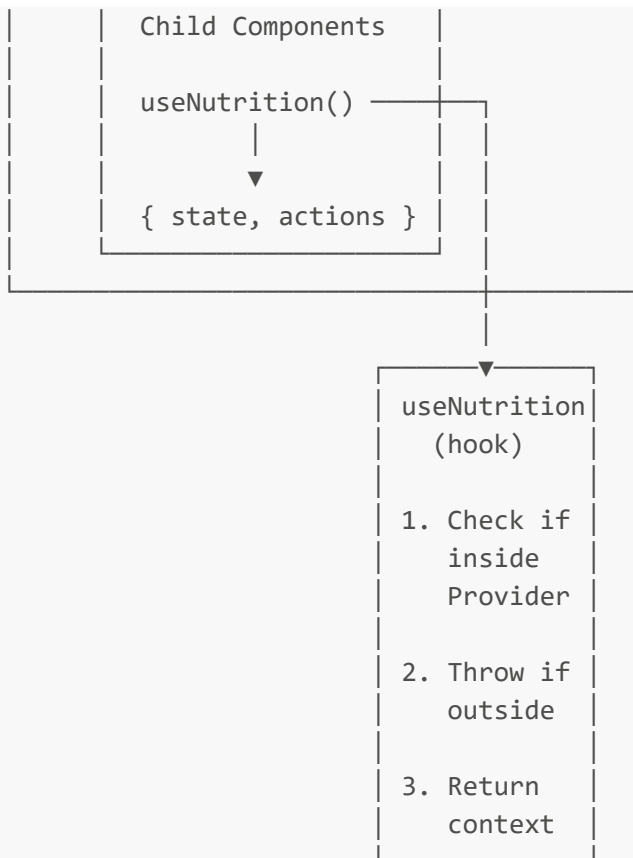 Child Components
useNutrition()
{ state, actions }
useNutrition
(hook)
1. Check if
inside
Provider
2. Throw if
outside
3. Return
context